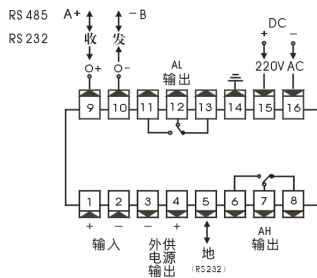 RS 485 A+ −B
RS 232 收 发
DC
+ −
○+ ○− AL 220V AC
输出
9 10 11 12 13 14 15 16
1 2 3 4 5 6 7 8
+ − − +
输入 外供电源输出 地 AH
(RS232) 输出